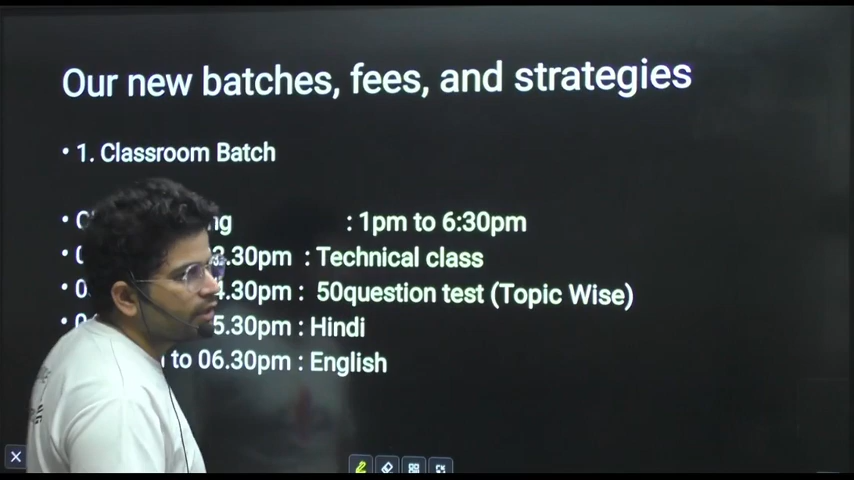 Our new batches, fees, and strategies
• 1. Classroom Batch
• : 1pm to 6:30pm
• .30pm : Technical class
• .30pm : 50question test (Topic Wise)
• 5.30pm : Hindi
to 06.30pm : English